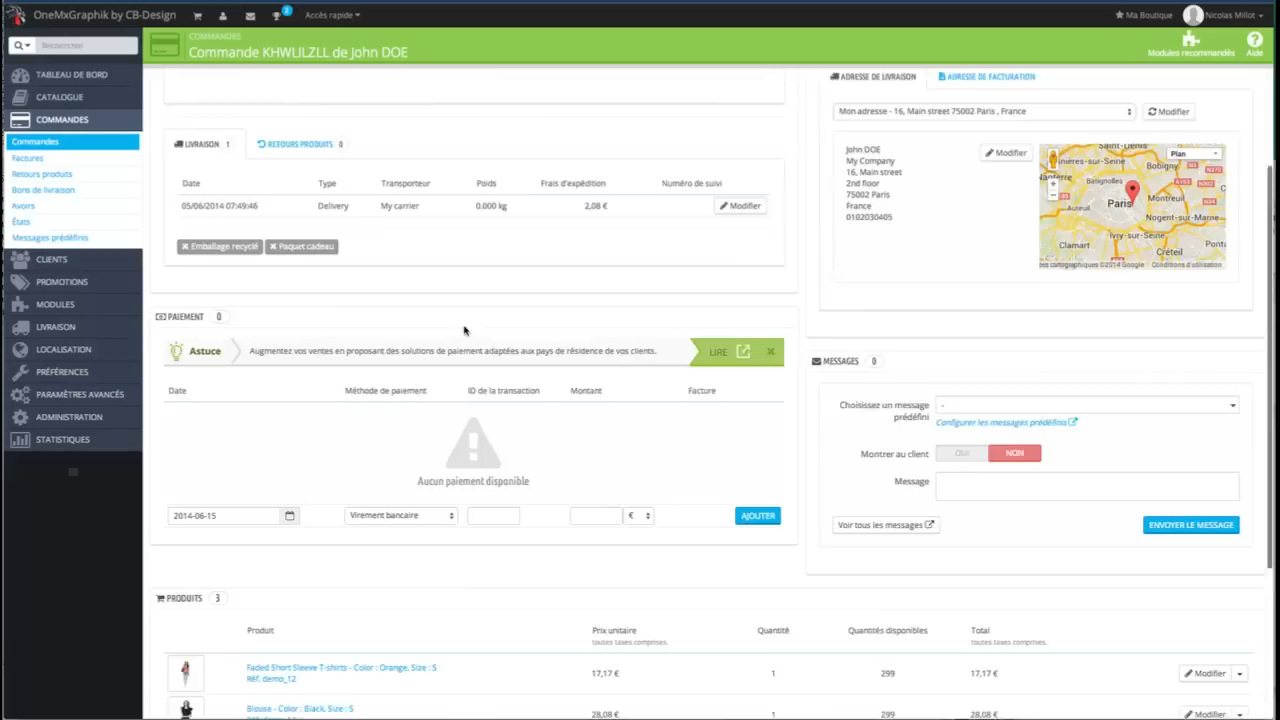 OneMxGraphik by CB-Design
2
Accès rapide
Ma Boutique
Nicolas Millot
Rechercher
COMMANDES
Commande KHWLILZLL de John DOE
Modules recommandés
Aide
TABLEAU DE BORD
CATALOGUE
COMMANDES
Commandes
Factures
Retours produits
Bons de livraison
Avoirs
États
Messages prédéfinis
CLIENTS
PROMOTIONS
MODULES
LIVRAISON
LOCALISATION
PRÉFÉRENCES
PARAMÈTRES AVANCÉS
ADMINISTRATION
STATISTIQUES
LIVRAISON 1
RETOURS PRODUITS 0
Date Type Transporteur Poids Frais d'expédition Numéro de suivi
05/06/2014 07:49:46 Delivery My carrier 0.000 kg 2,08 € Modifier
Emballage recyclé Paquet cadeau
PAIEMENT 0
Astuce Augmentez vos ventes en proposant des solutions de paiement adaptées aux pays de résidence de vos clients. LIRE
Date Méthode de paiement ID de la transaction Montant Facture
Aucun paiement disponible
2014-06-15 Virement bancaire € AJOUTER
ADRESSE DE LIVRAISON ADRESSE DE FACTURATION
Mon adresse - 16, Main street 75002 Paris , France Modifier
John DOE
My Company
16, Main street
2nd floor
75002 Paris
France
0102030405
Modifier
Plan
Saint-Denis
Bobigny
Batignolles
Montreuil
Paris
Auteuil
Nogent-sur-Marne
Ivry-sur-Seine
Clamart
Créteil
Conditions d'utilisation
MESSAGES 0
Choisissez un message prédéfini -
Configurer les messages prédéfinis
Montrer au client OUI NON
Message
Voir tous les messages ENVOYER LE MESSAGE
PRODUITS 3
Produit Prix unitaire Quantité Quantités disponibles Total
toutes taxes comprises. toutes taxes comprises.
Faded Short Sleeve T-shirts - Color : Orange, Size : S
Réf. demo_12
17,17 € 1 299 17,17 € Modifier
Blouse - Color : Black, Size : S
28,08 € 1 299 28,08 € Modifier